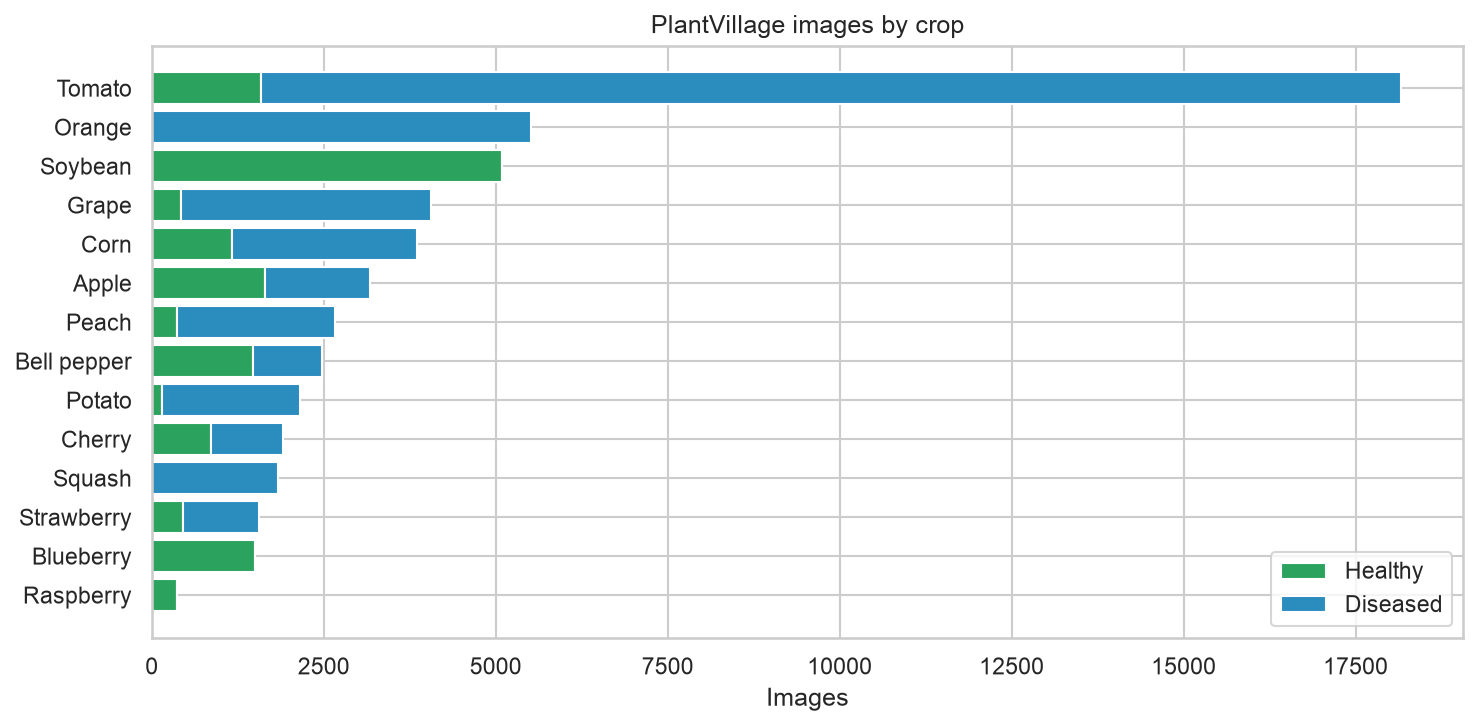 PlantVillage images by crop
Tomato
Orange
Soybean
Grape
Corn
Apple
Peach
Bell pepper
Potato
Cherry
Squash
Strawberry
Blueberry
Raspberry
Healthy
Diseased
0 2500 5000 7500 10000 12500 15000 17500
Images